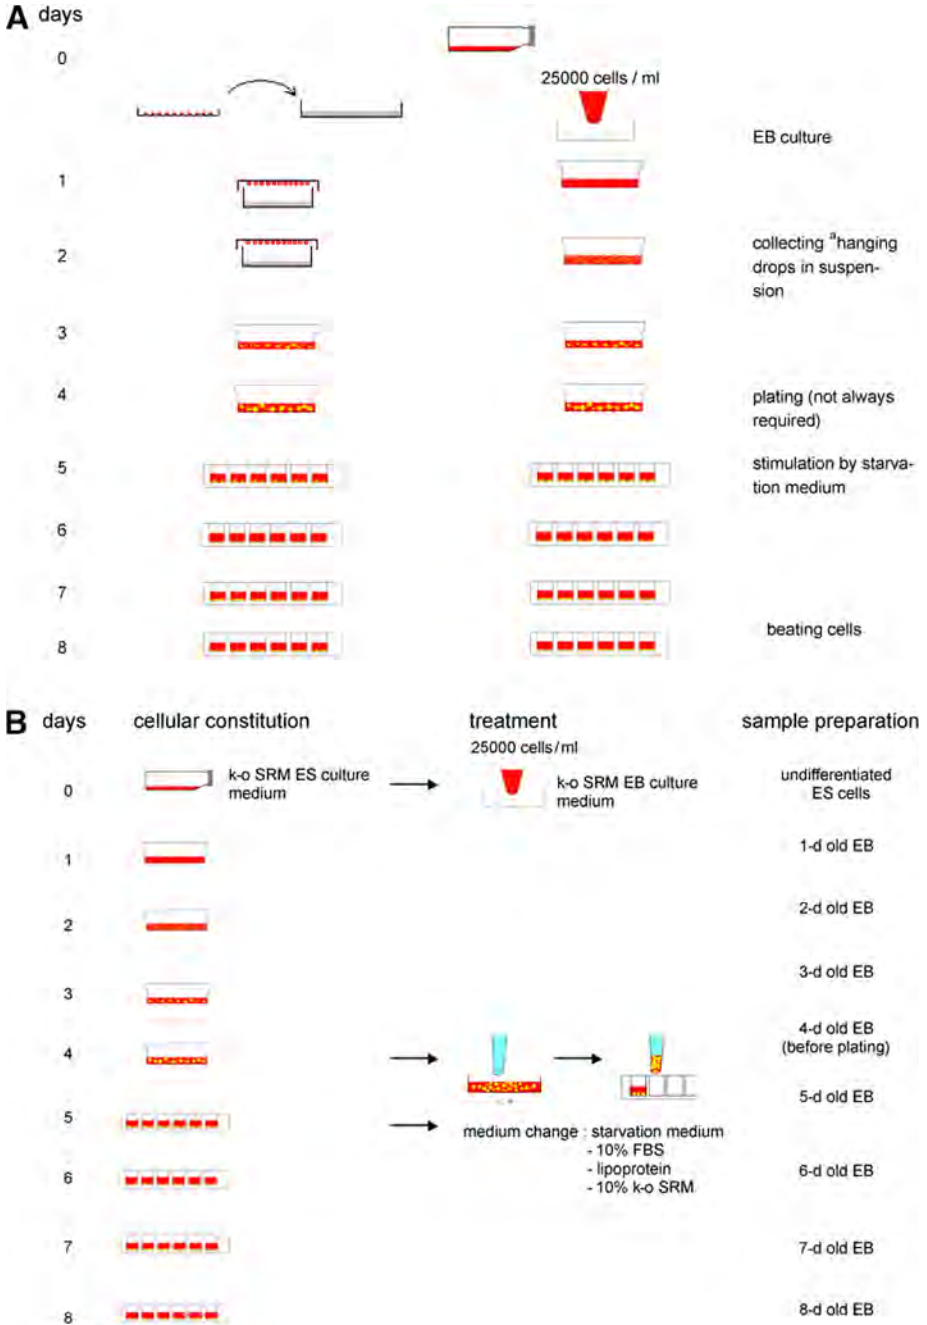 A days
0
25000 cells / ml
EB culture
1
2
collecting ᵃhanging
drops in suspen-
sion
3
4
plating (not always
required)
5
stimulation by starva-
tion medium
6
7
beating cells
8
B days cellular constitution treatment sample preparation
25000 cells/ml
0
k-o SRM ES culture
medium
k-o SRM EB culture
medium
undifferentiated
ES cells
1
1-d old EB
2
2-d old EB
3
3-d old EB
4
4-d old EB
(before plating)
5
5-d old EB
medium change : starvation medium
- 10% FBS
- lipoprotein
- 10% k-o SRM
6
6-d old EB
7
7-d old EB
8
8-d old EB